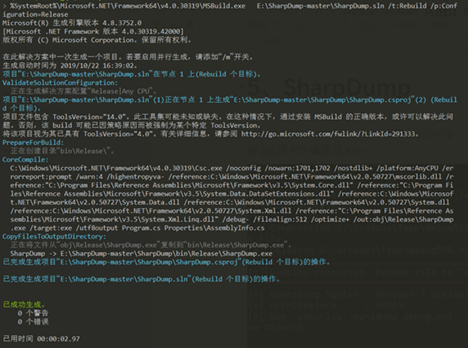 > %SystemRoot%\Microsoft.NET\Framework64\v4.0.30319\MSBuild.exe   E:\SharpDump-master\SharpDump.sln /t:Rebuild /p:Conf
iguration=Release
Microsoft(R) 生成引擎版本 4.8.3752.0
[Microsoft .NET Framework 版本 4.0.30319.42000]
版权所有 (C) Microsoft Corporation。保留所有权利。
在此解决方案中一次生成一个项目。若要启用并行生成，请添加“/m”开关。
生成启动时间为 2019/10/22 16:39:02。
项目“E:\SharpDump-master\SharpDump.sln”在节点 1 上(Rebuild 个目标)。
ValidateSolutionConfiguration:
  正在生成解决方案配置“Release|Any CPU”。
项目“E:\SharpDump-master\SharpDump.sln”(1)正在节点 1 上生成“E:\SharpDump-master\SharpDump\SharpDump.csproj”(2) (Rebuil
d 个目标)。
项目文件包含 ToolsVersion="14.0"。此工具集可能未知或缺失。在这种情况下，通过安装 MSBuild 的正确版本，或许可以解决此问
题。否则，该 build 可能已因策略原因而被强制为某个特定 ToolsVersion。
将该项目视为其已具有 ToolsVersion="4.0"。有关详细信息，请参阅 http://go.microsoft.com/fwlink/?LinkId=291333。
PrepareForBuild:
  正在创建目录“bin\Release\”。
CoreCompile:
  C:\Windows\Microsoft.NET\Framework64\v4.0.30319\Csc.exe /noconfig /nowarn:1701,1702 /nostdlib+ /platform:AnyCPU /er
  rorreport:prompt /warn:4 /highentropyva- /reference:C:\Windows\Microsoft.NET\Framework64\v2.0.50727\mscorlib.dll /r
  eference:"C:\Program Files\Reference Assemblies\Microsoft\Framework\v3.5\System.Core.dll" /reference:"C:\Program Fi
  les\Reference Assemblies\Microsoft\Framework\v3.5\System.Data.DataSetExtensions.dll" /reference:C:\Windows\Microsof
  t.NET\Framework64\v2.0.50727\System.Data.dll /reference:C:\Windows\Microsoft.NET\Framework64\v2.0.50727\System.dll
  /reference:C:\Windows\Microsoft.NET\Framework64\v2.0.50727\System.Xml.dll /reference:"C:\Program Files\Reference As
  semblies\Microsoft\Framework\v3.5\System.Xml.Linq.dll" /debug- /filealign:512 /optimize+ /out:obj\Release\SharpDump
  .exe /target:exe /utf8output Program.cs Properties\AssemblyInfo.cs
CopyFilesToOutputDirectory:
  正在将文件从“obj\Release\SharpDump.exe”复制到“bin\Release\SharpDump.exe”。
  SharpDump -> E:\SharpDump-master\SharpDump\bin\Release\SharpDump.exe
已完成生成项目“E:\SharpDump-master\SharpDump\SharpDump.csproj”(Rebuild 个目标)的操作。
已完成生成项目“E:\SharpDump-master\SharpDump.sln”(Rebuild 个目标)的操作。
已成功生成。
    0 个警告
    0 个错误
已用时间 00:00:02.97